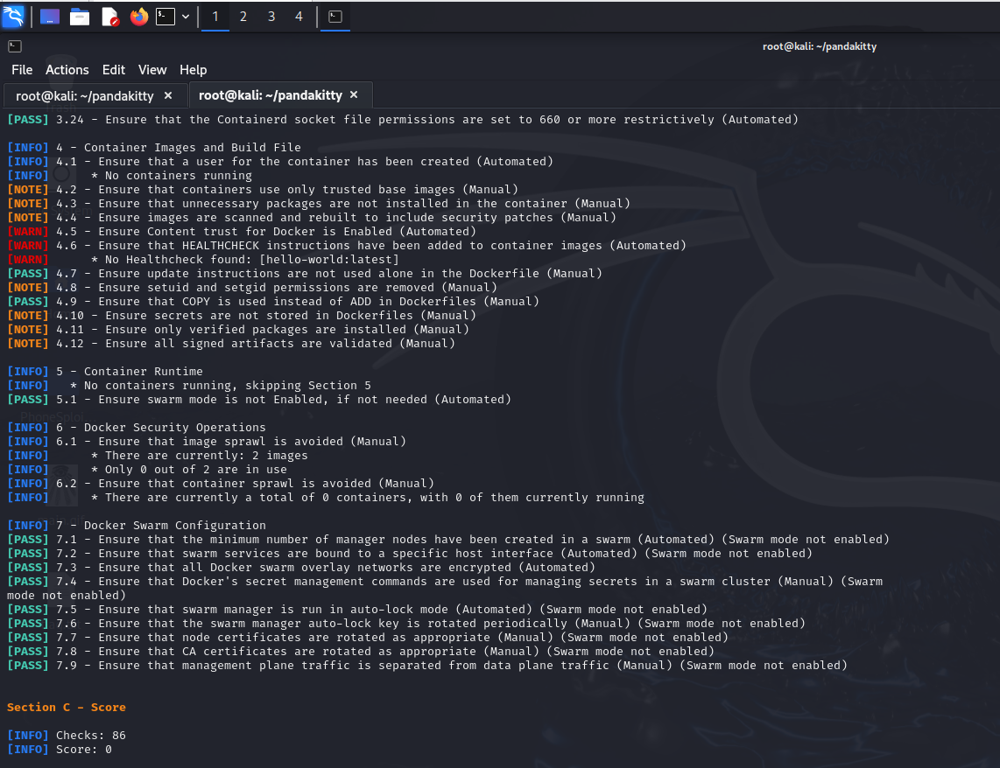 1 2 3 4
root@kali: ~/pandakitty
File Actions Edit View Help
root@kali: ~/pandakitty × root@kali: ~/pandakitty ×
[PASS] 3.24 - Ensure that the Containerd socket file permissions are set to 660 or more restrictively (Automated)
[INFO] 4 - Container Images and Build File
[INFO] 4.1 - Ensure that a user for the container has been created (Automated)
[INFO] * No containers running
[NOTE] 4.2 - Ensure that containers use only trusted base images (Manual)
[NOTE] 4.3 - Ensure that unnecessary packages are not installed in the container (Manual)
[NOTE] 4.4 - Ensure images are scanned and rebuilt to include security patches (Manual)
[WARN] 4.5 - Ensure Content trust for Docker is Enabled (Automated)
[WARN] 4.6 - Ensure that HEALTHCHECK instructions have been added to container images (Automated)
[WARN] * No Healthcheck found: [hello-world:latest]
[PASS] 4.7 - Ensure update instructions are not used alone in the Dockerfile (Manual)
[NOTE] 4.8 - Ensure setuid and setgid permissions are removed (Manual)
[PASS] 4.9 - Ensure that COPY is used instead of ADD in Dockerfiles (Manual)
[NOTE] 4.10 - Ensure secrets are not stored in Dockerfiles (Manual)
[NOTE] 4.11 - Ensure only verified packages are installed (Manual)
[NOTE] 4.12 - Ensure all signed artifacts are validated (Manual)
[INFO] 5 - Container Runtime
[INFO] * No containers running, skipping Section 5
[PASS] 5.1 - Ensure swarm mode is not Enabled, if not needed (Automated)
[INFO] 6 - Docker Security Operations
[INFO] 6.1 - Ensure that image sprawl is avoided (Manual)
[INFO] * There are currently: 2 images
[INFO] * Only 0 out of 2 are in use
[INFO] 6.2 - Ensure that container sprawl is avoided (Manual)
[INFO] * There are currently a total of 0 containers, with 0 of them currently running
[INFO] 7 - Docker Swarm Configuration
[PASS] 7.1 - Ensure that the minimum number of manager nodes have been created in a swarm (Automated) (Swarm mode not enabled)
[PASS] 7.2 - Ensure that swarm services are bound to a specific host interface (Automated) (Swarm mode not enabled)
[PASS] 7.3 - Ensure that all Docker swarm overlay networks are encrypted (Automated)
[PASS] 7.4 - Ensure that Docker's secret management commands are used for managing secrets in a swarm cluster (Manual) (Swarm
mode not enabled)
[PASS] 7.5 - Ensure that swarm manager is run in auto-lock mode (Automated) (Swarm mode not enabled)
[PASS] 7.6 - Ensure that the swarm manager auto-lock key is rotated periodically (Manual) (Swarm mode not enabled)
[PASS] 7.7 - Ensure that node certificates are rotated as appropriate (Manual) (Swarm mode not enabled)
[PASS] 7.8 - Ensure that CA certificates are rotated as appropriate (Manual) (Swarm mode not enabled)
[PASS] 7.9 - Ensure that management plane traffic is separated from data plane traffic (Manual) (Swarm mode not enabled)
Section C - Score
[INFO] Checks: 86
[INFO] Score: 0